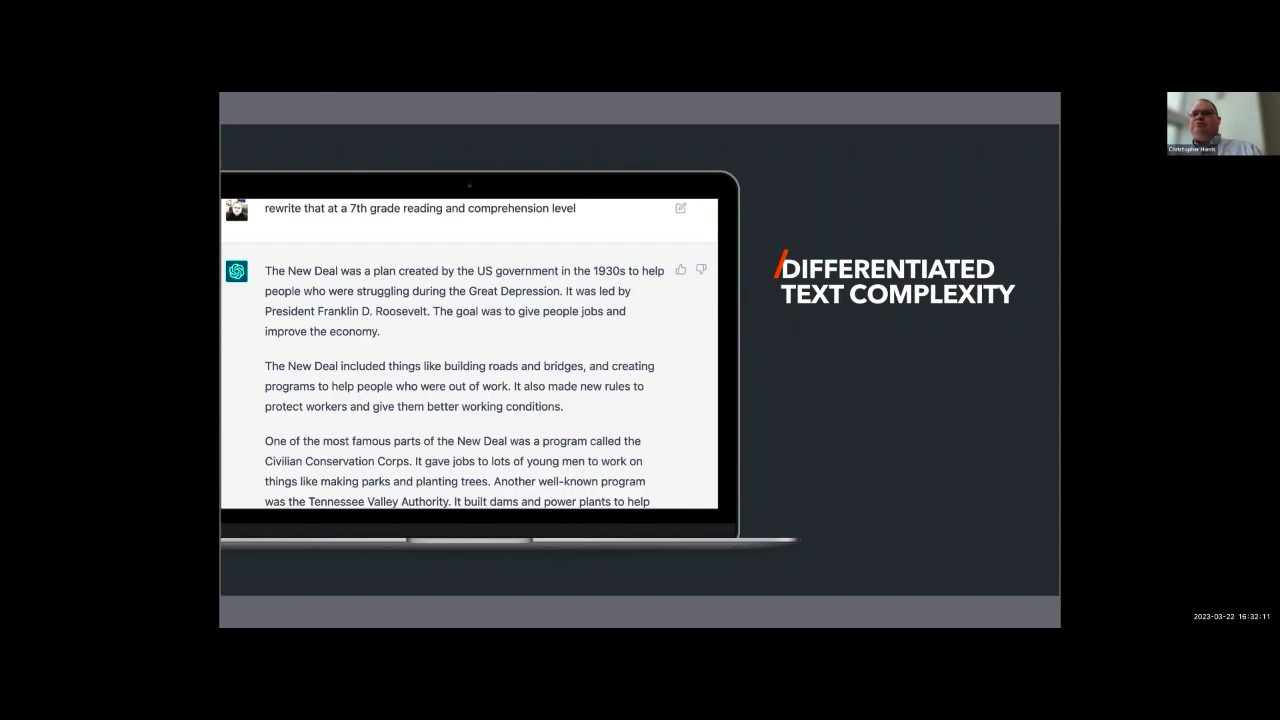 rewrite that at a 7th grade reading and comprehension level
The New Deal was a plan created by the US government in the 1930s to help
people who were struggling during the Great Depression. It was led by
President Franklin D. Roosevelt. The goal was to give people jobs and
improve the economy.
The New Deal included things like building roads and bridges, and creating
programs to help people who were out of work. It also made new rules to
protect workers and give them better working conditions.
One of the most famous parts of the New Deal was a program called the
Civilian Conservation Corps. It gave jobs to lots of young men to work on
things like making parks and planting trees. Another well-known program
was the Tennessee Valley Authority. It built dams and power plants to help
/DIFFERENTIATED
TEXT COMPLEXITY
Christopher Harris
2023-03-22 16:32:11